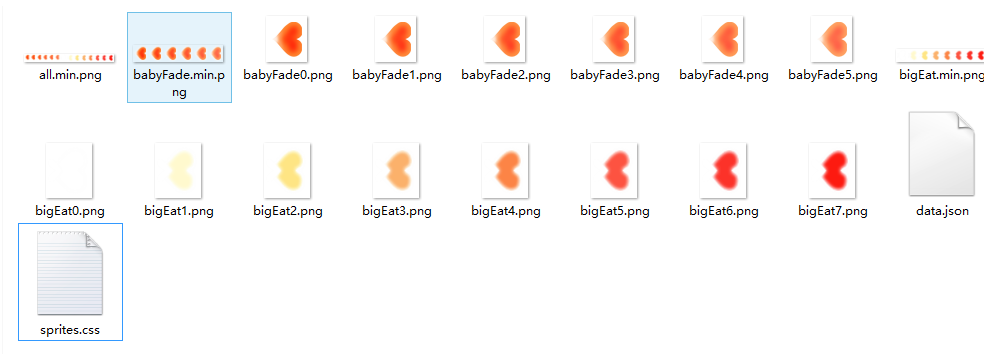 all.min.png
babyFade.min.p
ng
babyFade0.png
babyFade1.png
babyFade2.png
babyFade3.png
babyFade4.png
babyFade5.png
bigEat.min.png
bigEat0.png
bigEat1.png
bigEat2.png
bigEat3.png
bigEat4.png
bigEat5.png
bigEat6.png
bigEat7.png
data.json
sprites.css